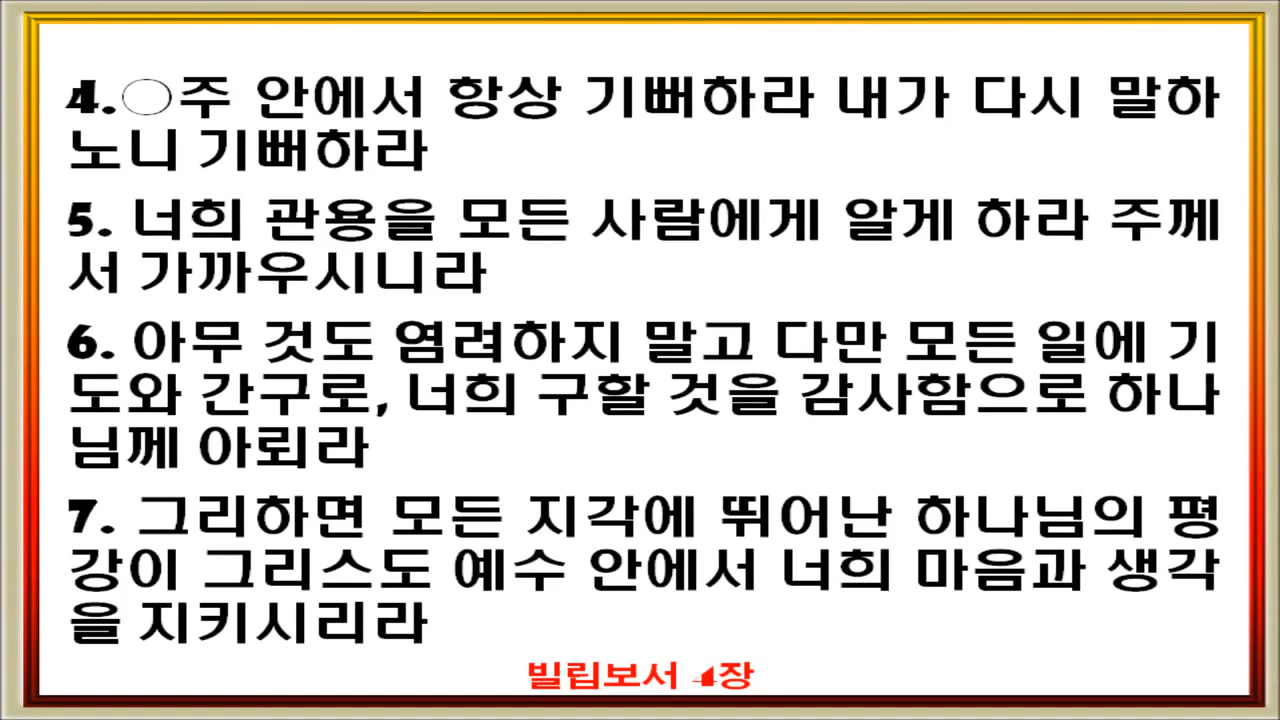 4.○주 안에서 항상 기뻐하라 내가 다시 말하
노니 기뻐하라
5. 너희 관용을 모든 사람에게 알게 하라 주께
서 가까우시니라
6. 아무 것도 염려하지 말고 다만 모든 일에 기
도와 간구로, 너희 구할 것을 감사함으로 하나
님께 아뢰라
7. 그리하면 모든 지각에 뛰어난 하나님의 평
강이 그리스도 예수 안에서 너희 마음과 생각
을 지키시리라
빌립보서 4장